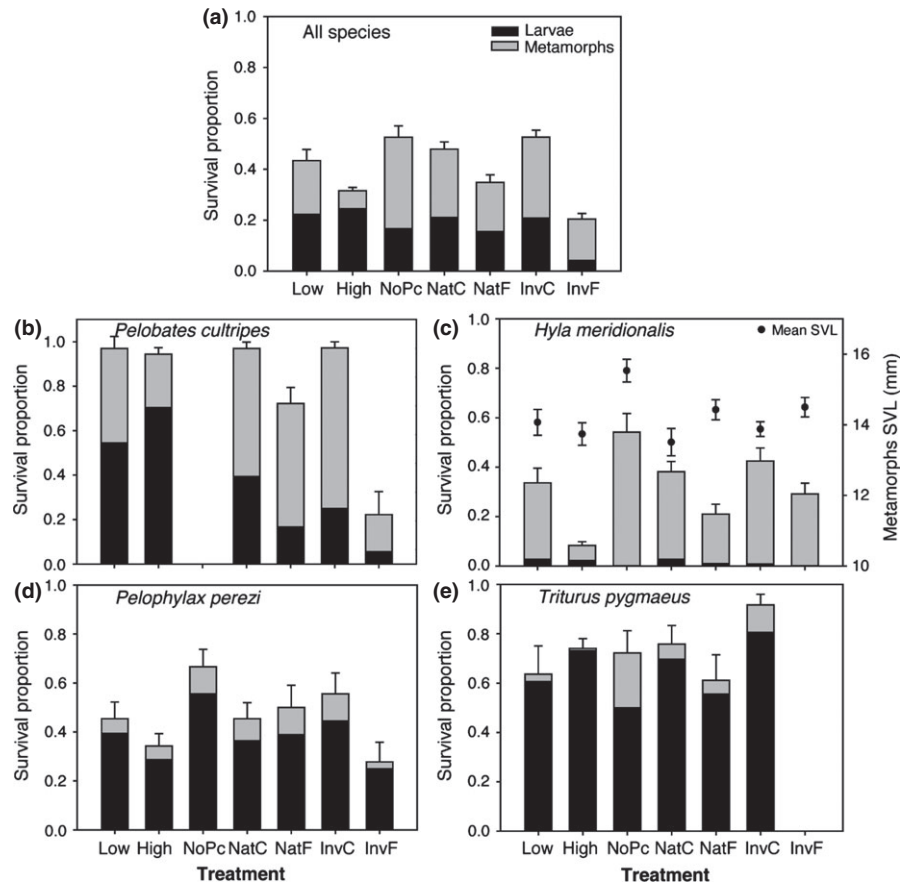 (a)
All species
Larvae
Metamorphs
Survival proportion
1.0
0.8
0.6
0.4
0.2
0.0
Low High NoPc NatC NatF InvC InvF
(b)
Pelobates cultripes
Survival proportion
1.0
0.8
0.6
0.4
0.2
0.0
(c)
Hyla meridionalis
Mean SVL
Survival proportion
1.0
0.8
0.6
0.4
0.2
0.0
16
14
12
10
Metamorphs SVL (mm)
(d)
Pelophylax perezi
Survival proportion
1.0
0.8
0.6
0.4
0.2
0.0
Low High NoPc NatC NatF InvC InvF
Treatment
(e)
Triturus pygmaeus
Survival proportion
1.0
0.8
0.6
0.4
0.2
0.0
Low High NoPc NatC NatF InvC InvF
Treatment